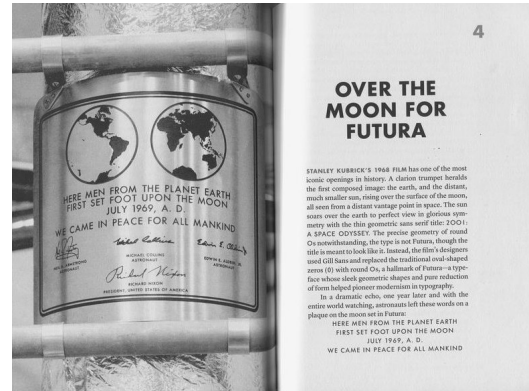 HERE MEN FROM THE PLANET EARTH
FIRST SET FOOT UPON THE MOON
JULY 1969, A. D.
WE CAME IN PEACE FOR ALL MANKIND
Michael Collins
Edwin E. Aldrin, Jr.
NEIL A. ARMSTRONG
ASTRONAUT
MICHAEL COLLINS
ASTRONAUT
EDWIN E. ALDRIN, JR.
ASTRONAUT
Richard Nixon
RICHARD NIXON
PRESIDENT, UNITED STATES OF AMERICA
4
OVER THE
MOON FOR
FUTURA
STANLEY KUBRICK'S 1968 FILM has one of the most
iconic openings in history. A clarion trumpet heralds
the first composed image: the earth, and the distant,
much smaller sun, rising over the surface of the moon,
all seen from a distant vantage point in space. The sun
soars over the earth to perfect view in glorious sym-
metry with the thin geometric sans serif title: 2001:
A SPACE ODYSSEY. The precise geometry of round
Os notwithstanding, the type is not Futura, though the
title is meant to look like it. Instead, the film's designers
used Gill Sans and replaced the traditional oval-shaped
zeros (0) with round Os, a hallmark of Futura—a type-
face whose sleek geometric shapes and pure reduction
of form helped pioneer modernism in typography.
In a dramatic echo, one year later and with the
entire world watching, astronauts left these words on a
plaque on the moon set in Futura:
HERE MEN FROM THE PLANET EARTH
FIRST SET FOOT UPON THE MOON
JULY 1969, A. D.
WE CAME IN PEACE FOR ALL MANKIND